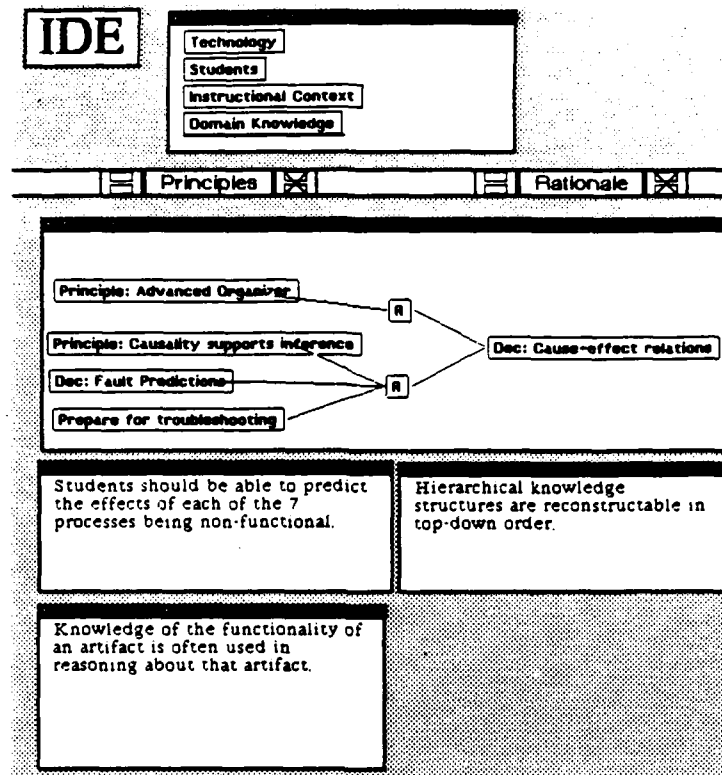 IDE
Technology
Students
Instructional Context
Domain Knowledge
Principles
Rationale
Principle: Advanced Organizer
R
Principle: Causality supports inference
Dec: Cause-effect relations
Dec: Fault Predictions
R
Prepare for troubleshooting
Students should be able to predict
the effects of each of the 7
processes being non-functional.
Hierarchical knowledge
structures are reconstructable in
top-down order.
Knowledge of the functionality of
an artifact is often used in
reasoning about that artifact.